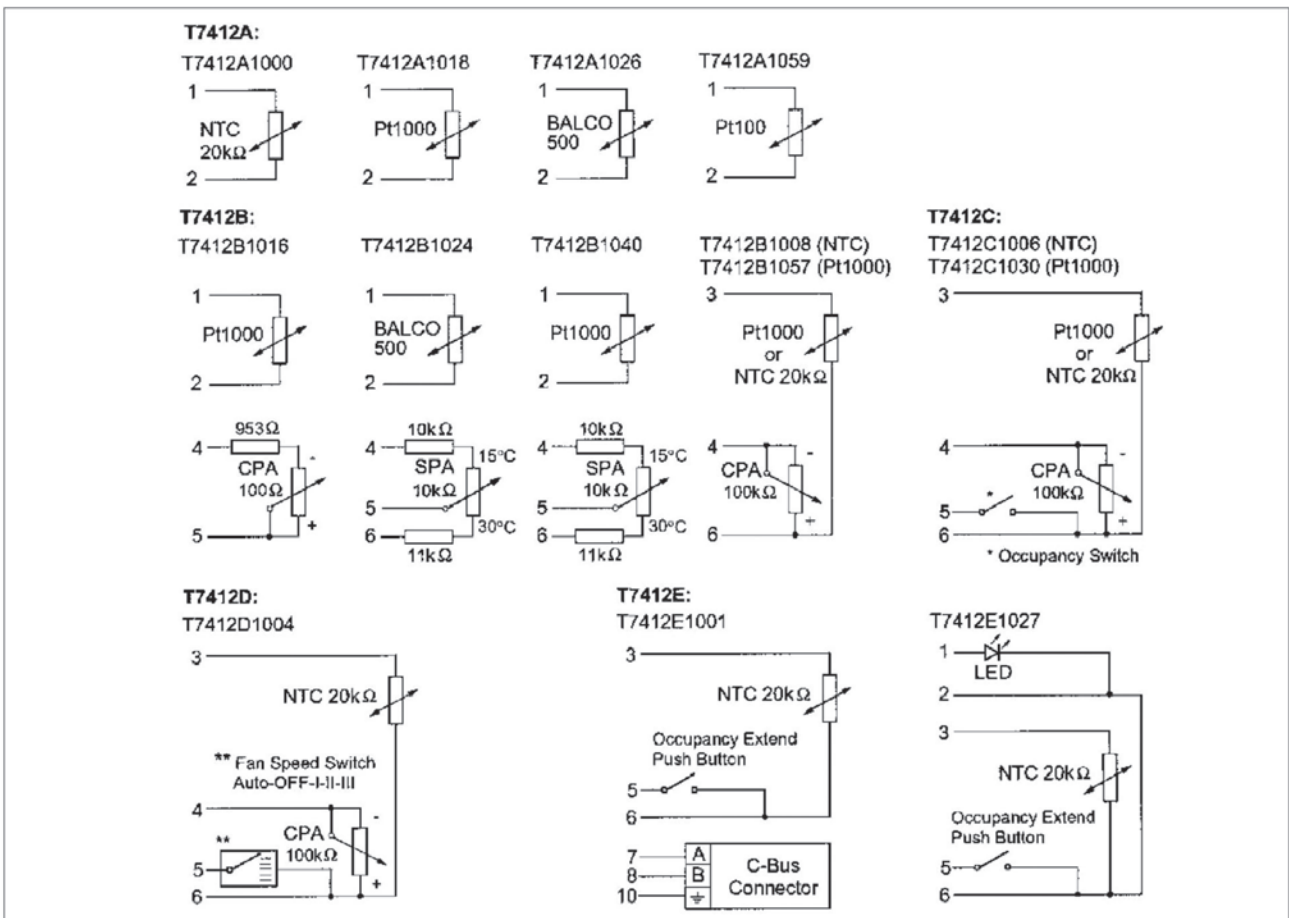 T7412A:
T7412A1000 T7412A1018 T7412A1026 T7412A1059
1 1 1 1
NTC Pt1000 BALCO Pt100
20kΩ 500
2 2 2 2
T7412B: T7412C:
T7412B1016 T7412B1024 T7412B1040 T7412B1008 (NTC) T7412C1006 (NTC)
T7412B1057 (Pt1000) T7412C1030 (Pt1000)
1 1 1 3 3
Pt1000 BALCO Pt1000 Pt1000 Pt1000
500 or or
2 2 2 NTC 20kΩ NTC 20kΩ
953Ω 10kΩ 10kΩ
4 4 4 4 4
- 15°C 15°C - -
CPA SPA SPA CPA CPA
100Ω 10kΩ 10kΩ 100kΩ 100kΩ
5 5 5 * 5
+ 30°C 30°C + +
6 6 6 6
11kΩ 11kΩ * Occupancy Switch
T7412D: T7412E:
T7412D1004 T7412E1001 T7412E1027
3 3 1
LED
NTC 20kΩ NTC 20kΩ 2
3
** Fan Speed Switch Occupancy Extend NTC 20kΩ
Auto-OFF-I-II-III Push Button
4 5
- 6 Occupancy Extend
CPA Push Button
** 100kΩ 7 A C-Bus
5 8 B Connector 5
+ 10
6 6